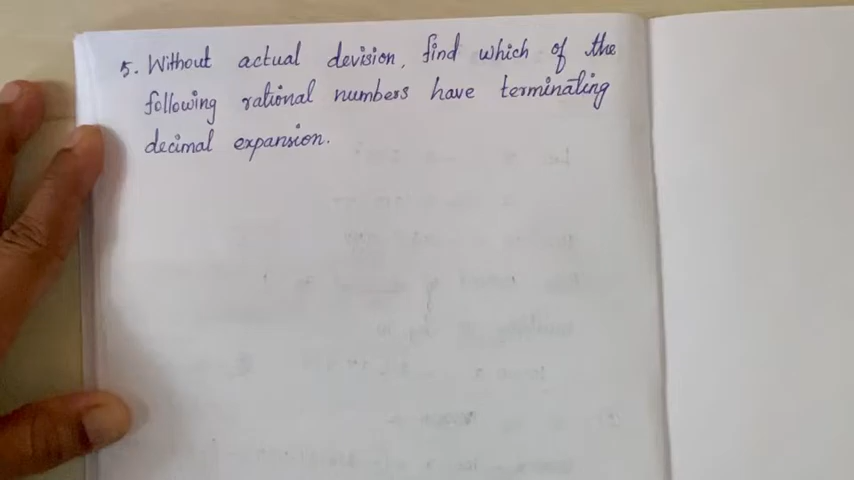 5. Without actual devision, find which of the
following rational numbers have terminating
decimal expansion.